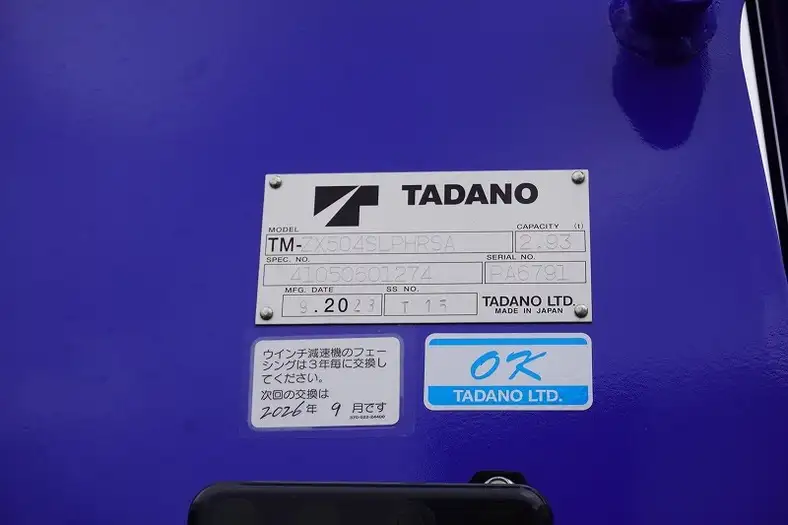 TADANO
MODEL CAPACITY (t)
TM-ZX504SLPHRSA 2.93
SPEC. NO. SERIAL NO.
41050601274 PA6791
MFG. DATE SS NO.
9.2023 T 15 TADANO LTD.
MADE IN JAPAN
ウインチ減速機のフェー
シングは3年毎に交換し
てください。
次回の交換は
2026年 9月です
OK
TADANO LTD.